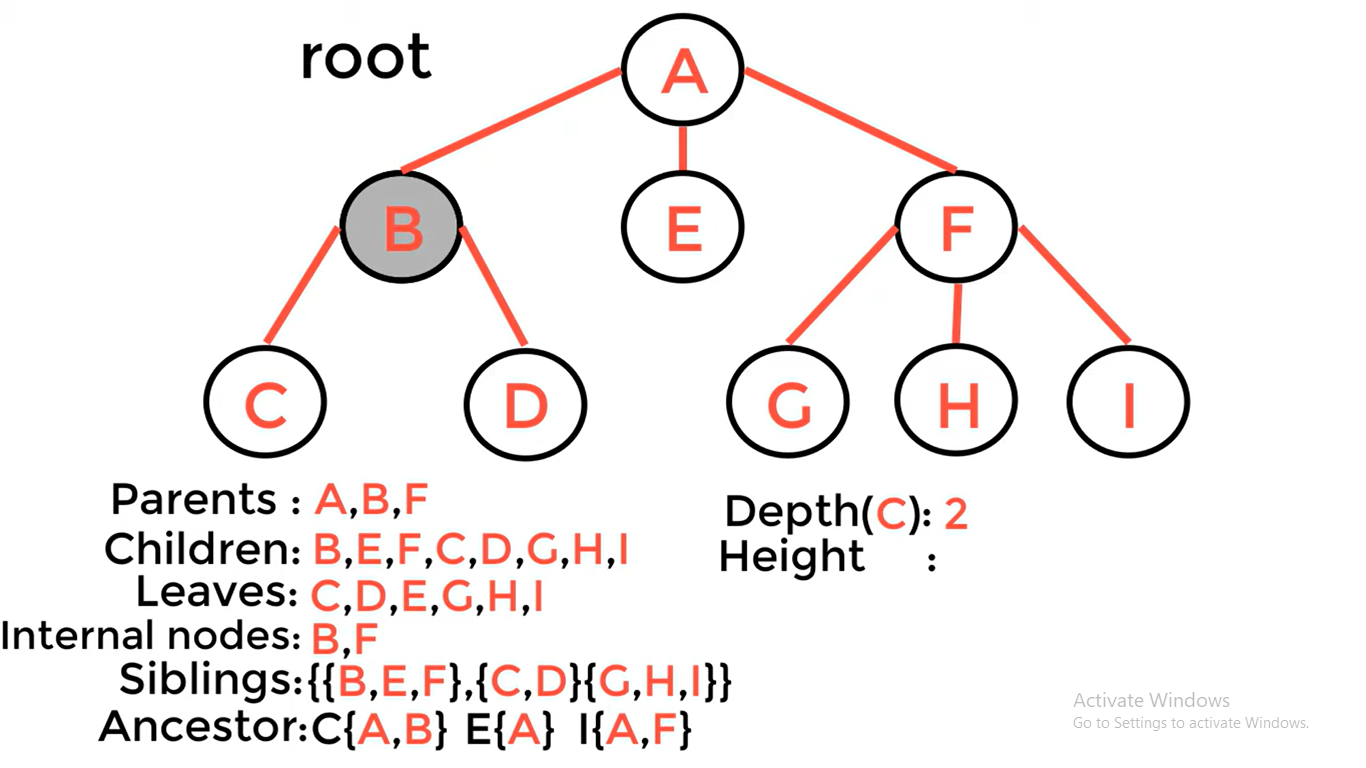 root
A
B
E
F
C
D
G
H
I
Parents : A,B,F
Children: B,E,F,C,D,G,H,I
Leaves: C,D,E,G,H,I
Internal nodes: B,F
Siblings:{{B,E,F},{C,D}{G,H,I}}
Ancestor:C{A,B} E{A} I{A,F}
Depth(C): 2
Height :
Activate Windows
Go to Settings to activate Windows.